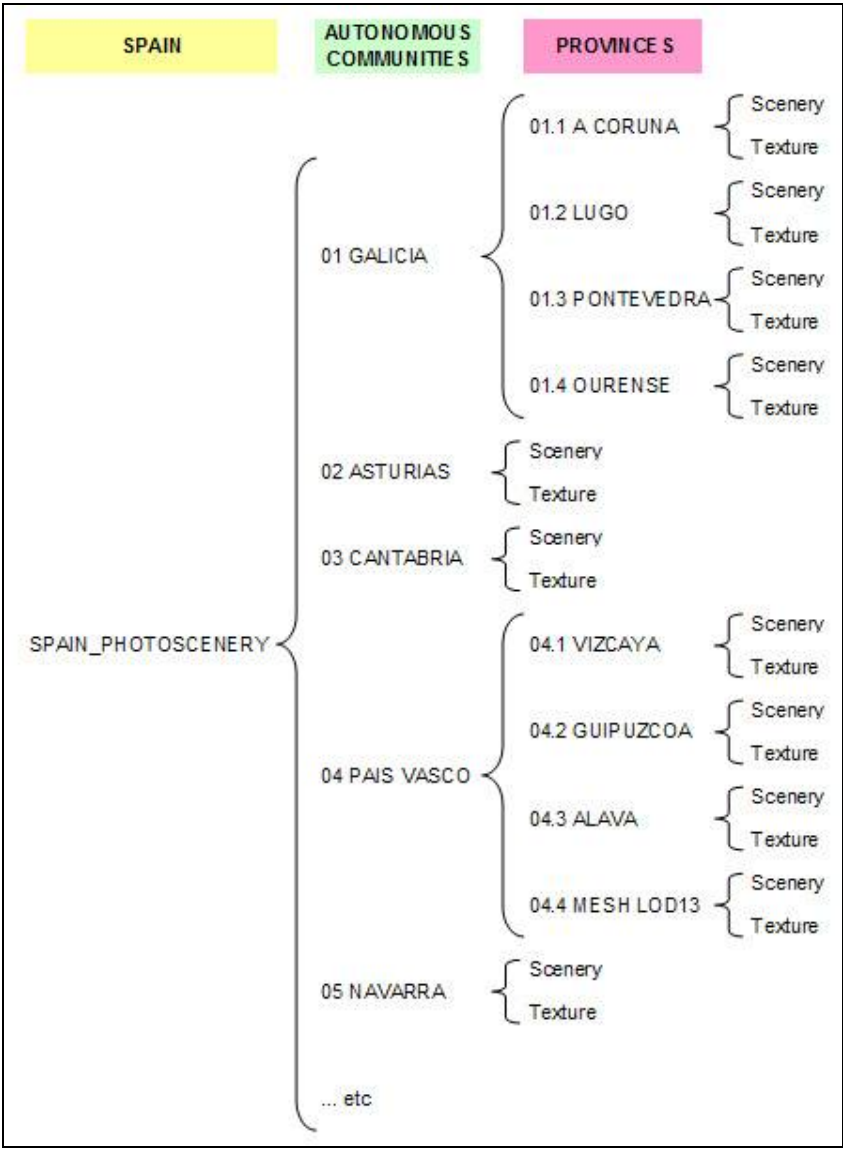 SPAIN
AUTONOMOUS
COMMUNITIES
PROVINCES
SPAIN_PHOTOSCENERY
01 GALICIA
01.1 A CORUNA
Scenery
Texture
01.2 LUGO
Scenery
Texture
01.3 PONTEVEDRA
Scenery
Texture
01.4 OURENSE
Scenery
Texture
02 ASTURIAS
Scenery
Texture
03 CANTABRIA
Scenery
Texture
04 PAIS VASCO
04.1 VIZCAYA
Scenery
Texture
04.2 GUIPUZCOA
Scenery
Texture
04.3 ALAVA
Scenery
Texture
04.4 MESH LOD13
Scenery
Texture
05 NAVARRA
Scenery
Texture
... etc